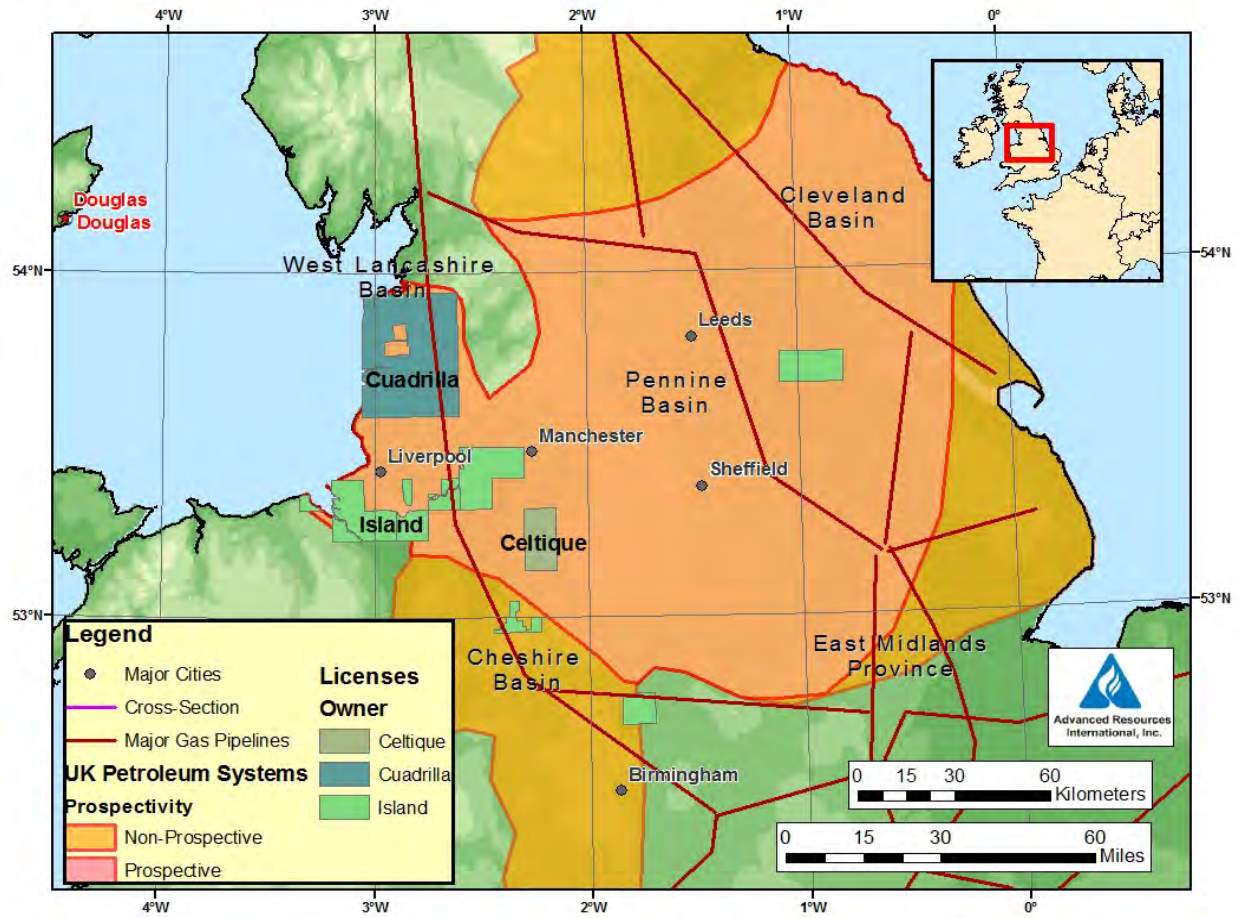 4°W 3°W 2°W 1°W 0°
Douglas
Douglas
Cleveland
Basin
54°N
54°N
West Lancashire
Basin
Leeds
Cuadrilla
Pennine
Basin
Manchester
Liverpool
Sheffield
Island
Celtique
53°N
53°N
East Midlands
Province
Cheshire
Basin
Birmingham
Legend
Major Cities
Cross-Section
Major Gas Pipelines
UK Petroleum Systems
Prospectivity
Non-Prospective
Prospective
Licenses
Owner
Celtique
Cuadrilla
Island
Advanced Resources
International, Inc.
0 15 30 60
Kilometers
0 15 30 60
Miles
4°W 3°W 2°W 1°W 0°